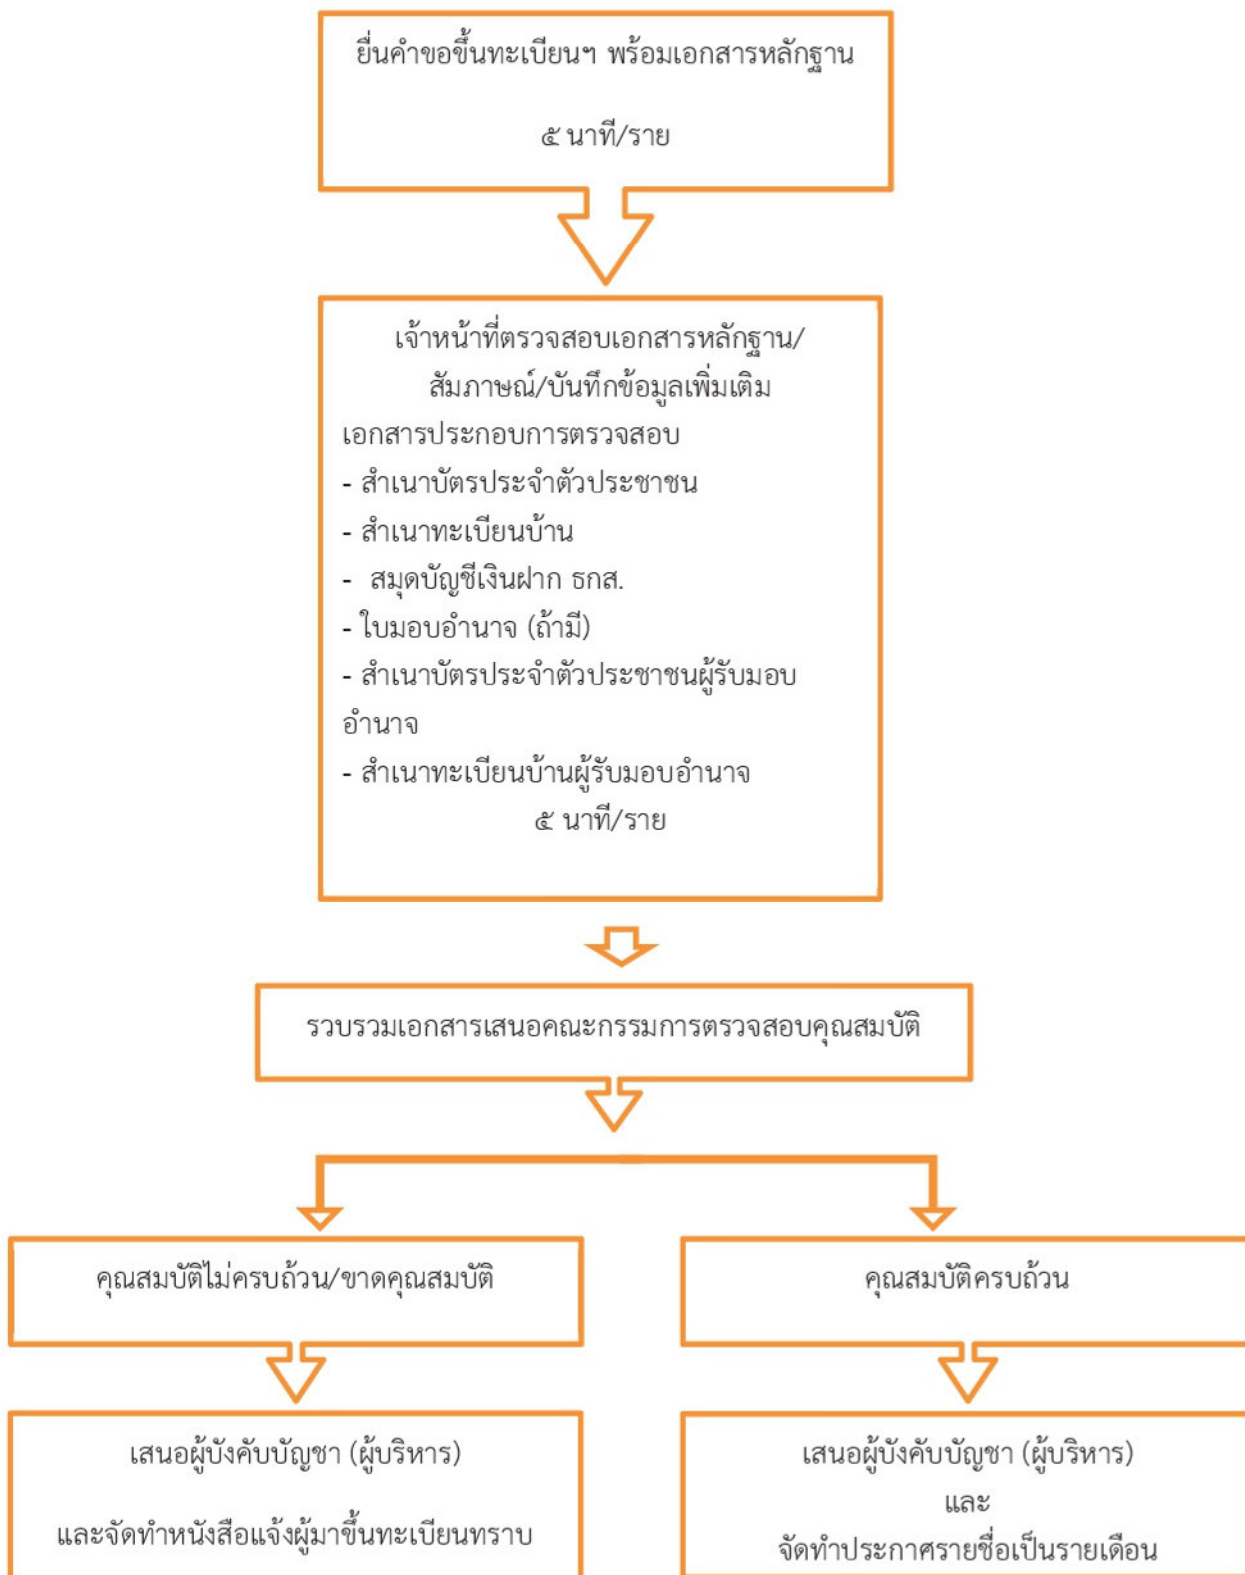 ยื่นคำขอขึ้นทะเบียนฯ พร้อมเอกสารหลักฐาน
๕ นาที/ราย
เจ้าหน้าที่ตรวจสอบเอกสารหลักฐาน/
สัมภาษณ์/บันทึกข้อมูลเพิ่มเติม
เอกสารประกอบการตรวจสอบ
- สำเนาบัตรประจำตัวประชาชน
- สำเนาทะเบียนบ้าน
- สมุดบัญชีเงินฝาก ธกส.
- ใบมอบอำนาจ (ถ้ามี)
- สำเนาบัตรประจำตัวประชาชนผู้รับมอบ
อำนาจ
- สำเนาทะเบียนบ้านผู้รับมอบอำนาจ
๕ นาที/ราย
รวบรวมเอกสารเสนอคณะกรรมการตรวจสอบคุณสมบัติ
คุณสมบัติไม่ครบถ้วน/ขาดคุณสมบัติ
คุณสมบัติครบถ้วน
เสนอผู้บังคับบัญชา (ผู้บริหาร)
และจัดทำหนังสือแจ้งผู้มาขึ้นทะเบียนทราบ
เสนอผู้บังคับบัญชา (ผู้บริหาร)
และ
จัดทำประกาศรายชื่อเป็นรายเดือน